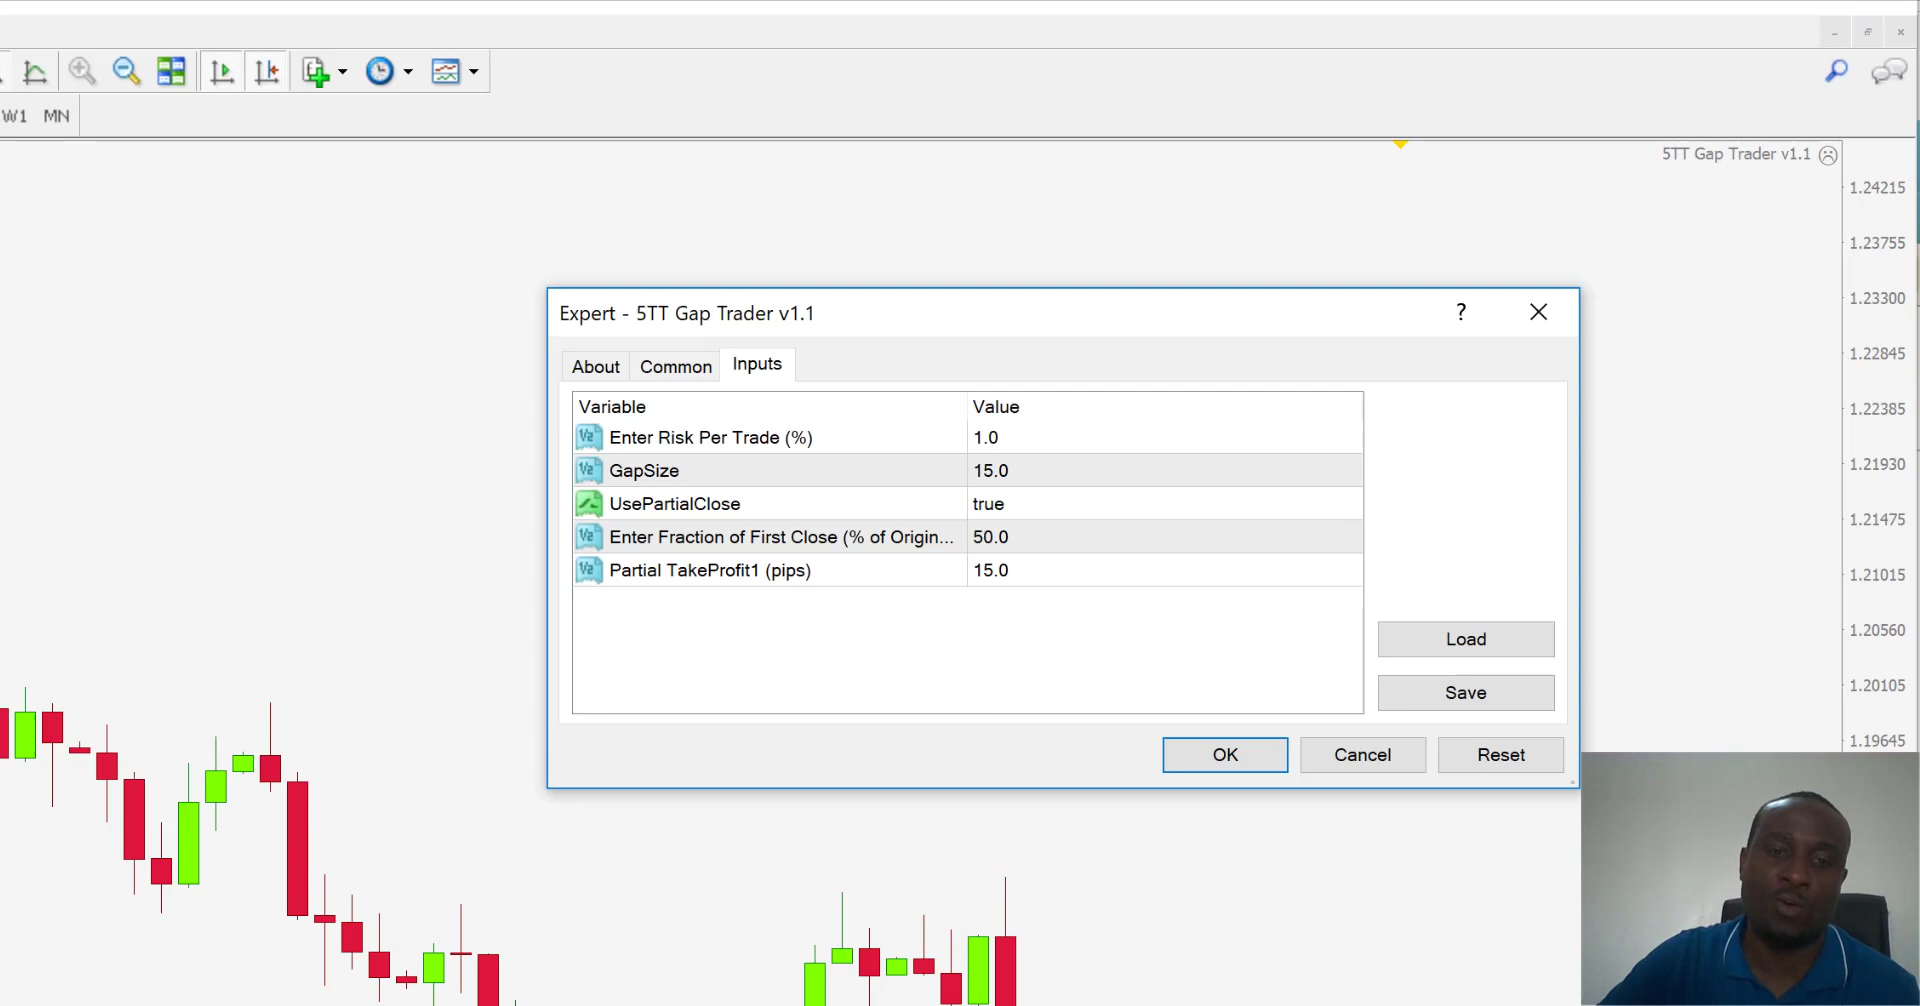 W1 MN
5TT Gap Trader v1.1
1.24215
1.23755
1.23300
1.22845
1.22385
1.21930
1.21475
1.21015
1.20560
1.20105
1.19645
Expert - 5TT Gap Trader v1.1
?
About Common Inputs
Variable Value
Enter Risk Per Trade (%) 1.0
GapSize 15.0
UsePartialClose true
Enter Fraction of First Close (% of Origin... 50.0
Partial TakeProfit1 (pips) 15.0
Load
Save
OK Cancel Reset